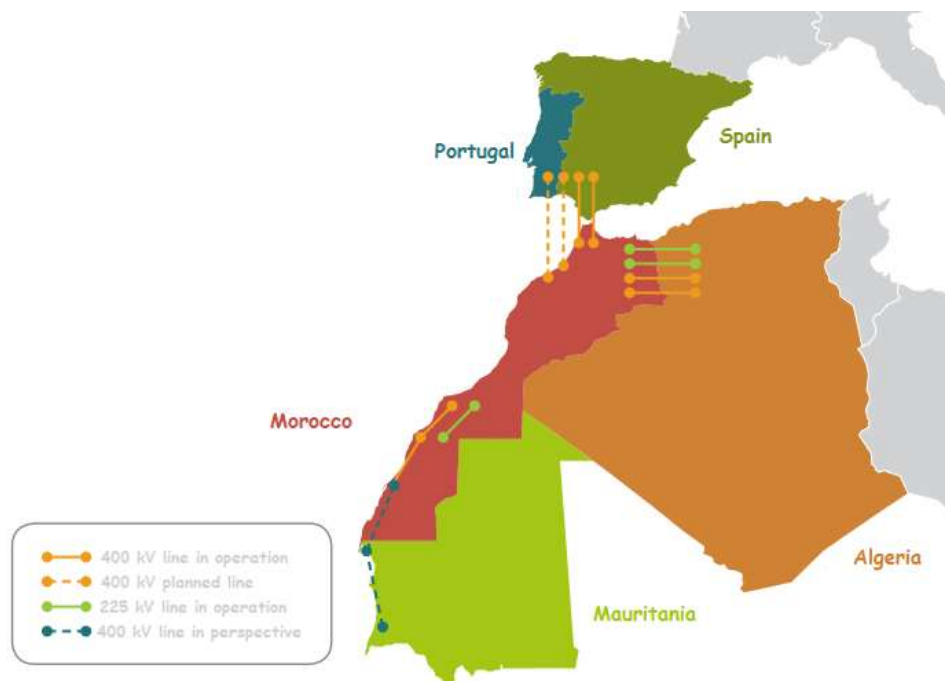 Spain
Portugal
Morocco
Algeria
Mauritania
400 kV line in operation
400 kV planned line
225 kV line in operation
400 kV line in perspective